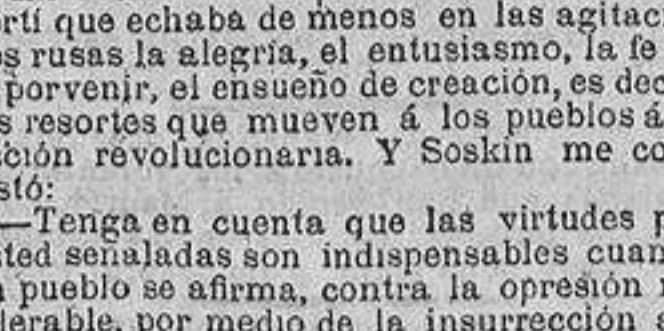 rtí que echaba de menos en las agitaci
s rusas la alegría, el entusiasmo, la fe
porvenir, el ensueño de creación, es dec
s resortes que mueven á los pueblos á
ción revolucionaria. Y Soskin me co
stó:
—Tenga en cuenta que las virtudes p
sted señaladas son indispensables cuan
pueblo se afirma, contra la opresión
lerable, por medio de la insurrección